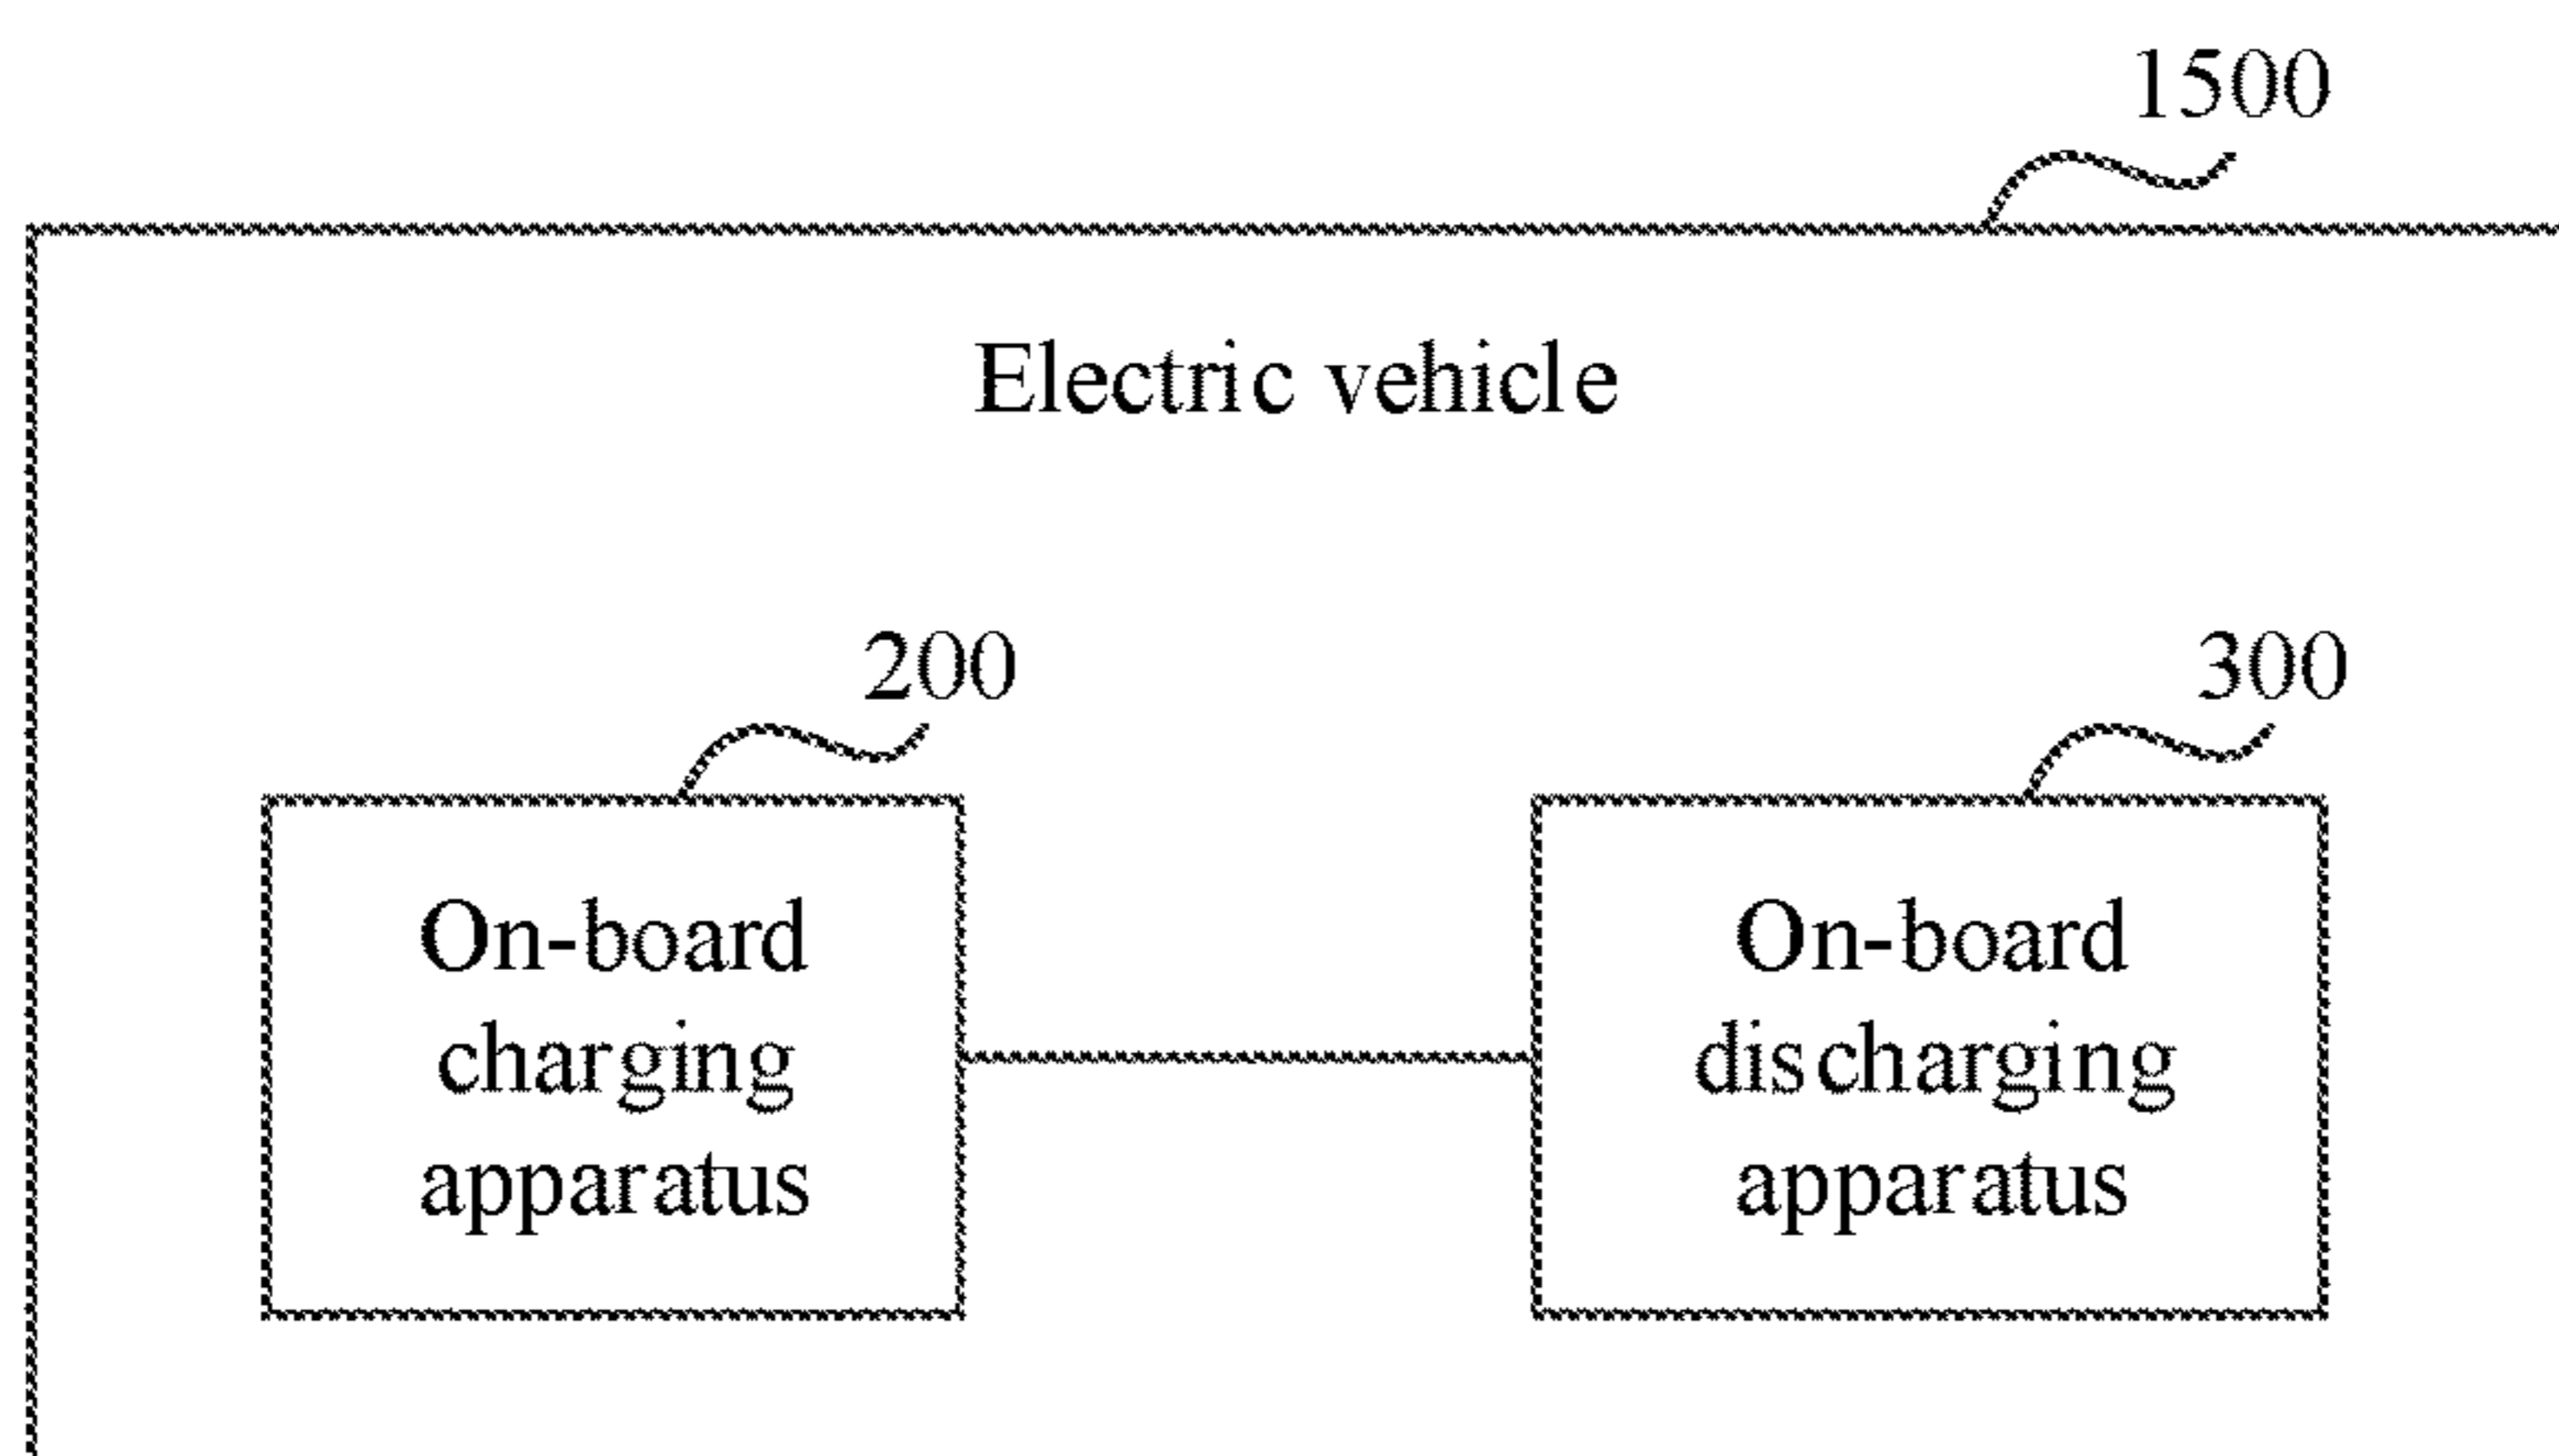 1500
Electric vehicle
200
300
On-board
charging
apparatus
On-board
discharging
apparatus